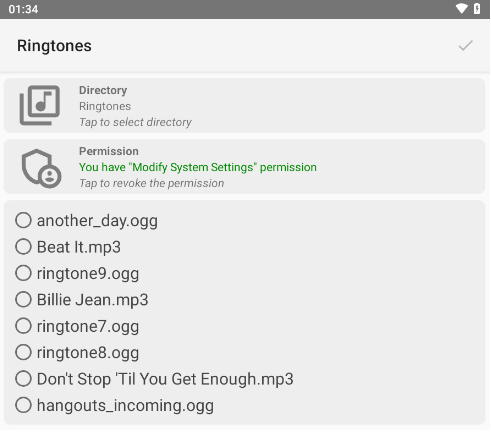 01:34
Ringtones
Directory
Ringtones
Tap to select directory
Permission
You have "Modify System Settings" permission
Tap to revoke the permission
another_day.ogg
Beat It.mp3
ringtone9.ogg
Billie Jean.mp3
ringtone7.ogg
ringtone8.ogg
Don't Stop 'Til You Get Enough.mp3
hangouts_incoming.ogg